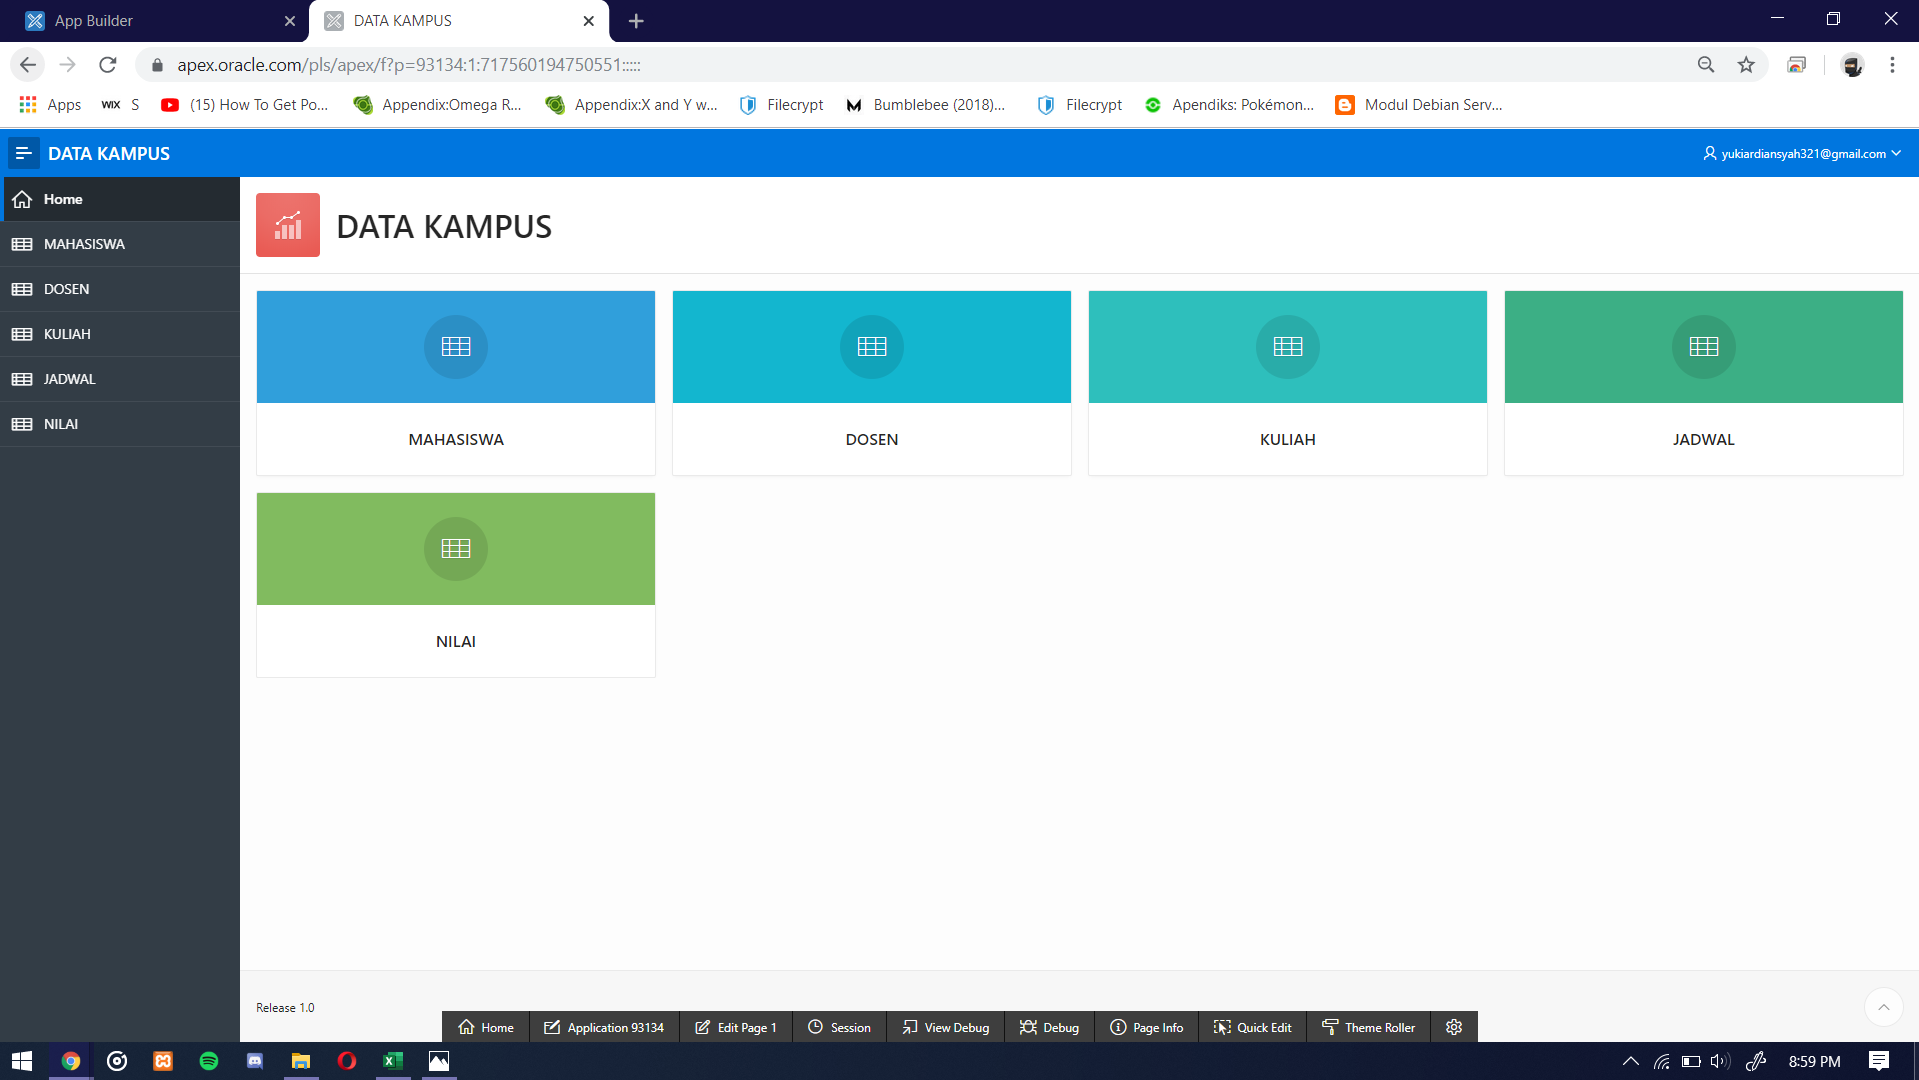 App Builder
DATA KAMPUS
apex.oracle.com/pls/apex/f?p=93134:1:717560194750551:::::
Apps
WIX S
(15) How To Get Po...
Appendix:Omega R...
Appendix:X and Y w...
Filecrypt
Bumblebee (2018)...
Filecrypt
Apendiks: Pokémon...
Modul Debian Serv...
DATA KAMPUS
yukiardiansyah321@gmail.com
Home
MAHASISWA
DOSEN
KULIAH
JADWAL
NILAI
DATA KAMPUS
MAHASISWA
DOSEN
KULIAH
JADWAL
NILAI
Release 1.0
Home
Application 93134
Edit Page 1
Session
View Debug
Debug
Page Info
Quick Edit
Theme Roller
8:59 PM